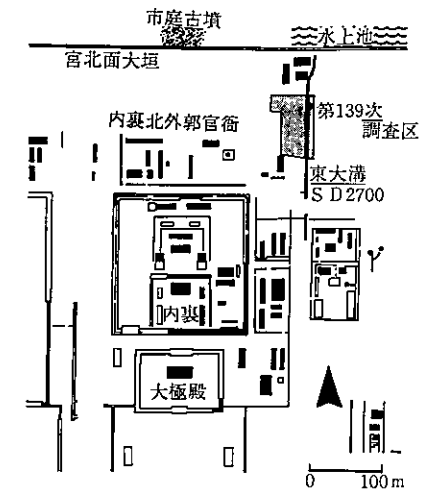 市庭古墳
水上池
宮北面大垣
第139次
調査区
内裏北外郭官衙
東大溝
SD2700
内裏
大極殿
0 100m